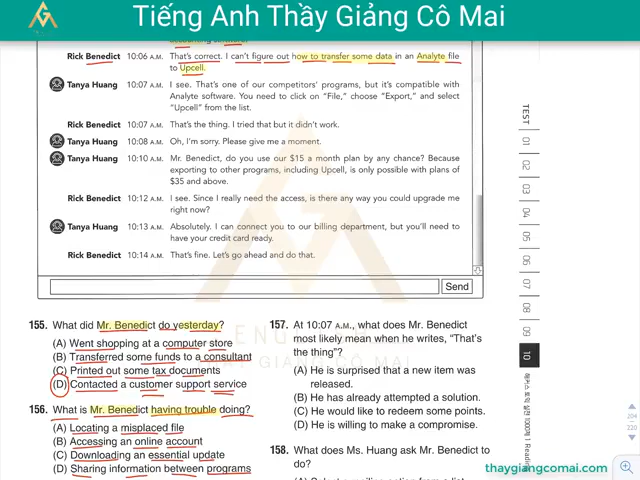 Tiếng Anh Thầy Giảng Cô Mai
Rick Benedict 10:06 A.M. That's correct. I can't figure out how to transfer some data in an Analyte file
to Upcell.
Tanya Huang 10:07 A.M. I see. That's one of our competitors' programs, but it's compatible with
Analyte software. You need to click on "File," choose "Export," and select
"Upcell" from the list.
Rick Benedict 10:07 A.M. That's the thing. I tried that but it didn't work.
Tanya Huang 10:08 A.M. Oh, I'm sorry. Please give me a moment.
Tanya Huang 10:10 A.M. Mr. Benedict, do you use our $15 a month plan by any chance? Because
exporting to other programs, including Upcell, is only possible with plans of
$35 and above.
Rick Benedict 10:12 A.M. I see. Since I really need the access, is there any way you could upgrade me
right now?
Tanya Huang 10:13 A.M. Absolutely. I can connect you to our billing department, but you'll need to
have your credit card ready.
Rick Benedict 10:14 A.M. That's fine. Let's go ahead and do that.
Send
155. What did Mr. Benedict do yesterday?
(A) Went shopping at a computer store
(B) Transferred some funds to a consultant
(C) Printed out some tax documents
(D) Contacted a customer support service
156. What is Mr. Benedict having trouble doing?
(A) Locating a misplaced file
(B) Accessing an online account
(C) Downloading an essential update
(D) Sharing information between programs
157. At 10:07 A.M., what does Mr. Benedict
most likely mean when he writes, "That's
the thing"?
(A) He is surprised that a new item was
released.
(B) He has already attempted a solution.
(C) He would like to redeem some points.
(D) He is willing to make a compromise.
158. What does Ms. Huang ask Mr. Benedict to
do?
TEST
01
02
03
04
05
06
07
08
09
10
thaygiangcomai.com